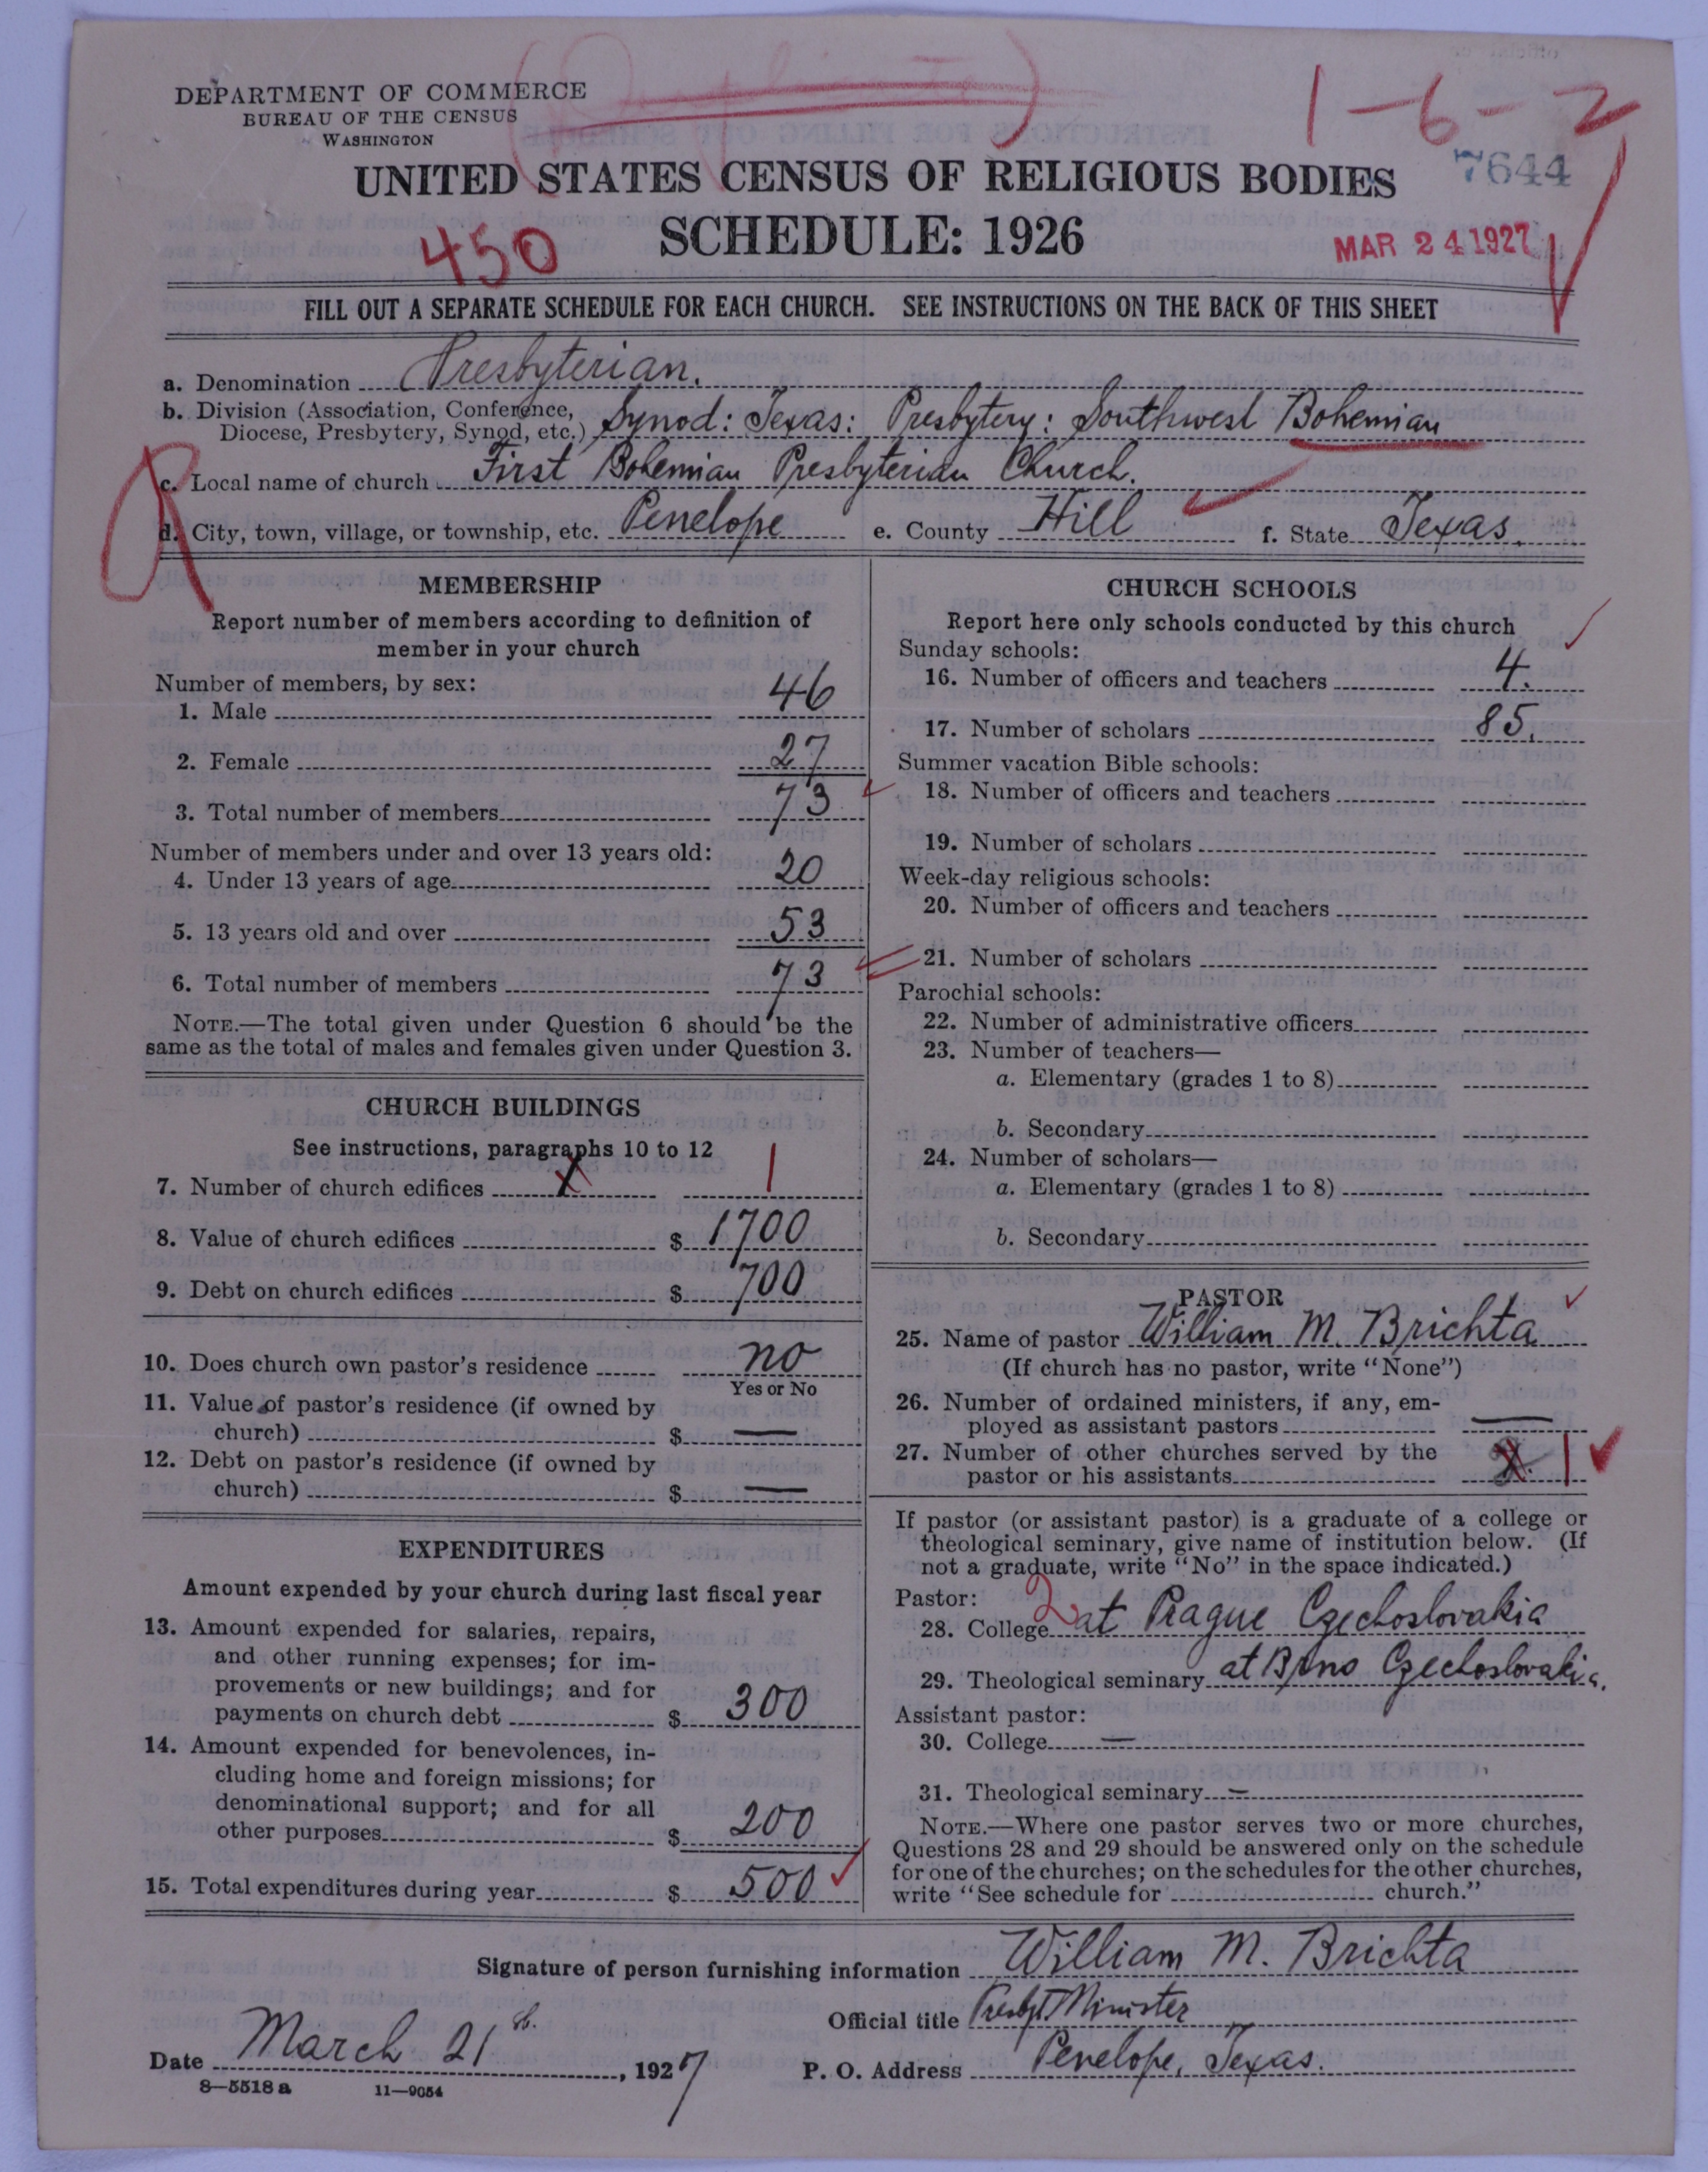 DEPARTMENT OF COMMERCE
BUREAU OF THE CENSUS
WASHINGTON
1-6-2
7644
UNITED STATES CENSUS OF RELIGIOUS BODIES
SCHEDULE: 1926
450
MAR 24 1927
FILL OUT A SEPARATE SCHEDULE FOR EACH CHURCH. SEE INSTRUCTIONS ON THE BACK OF THIS SHEET
a. Denomination Presbyterian.
b. Division (Association, Conference,
Diocese, Presbytery, Synod, etc.) Synod: Texas: Presbytery: Southwest Bohemian
c. Local name of church First Bohemian Presbyterian Church.
d. City, town, village, or township, etc. Penelope e. County Hill f. State Texas.
MEMBERSHIP
Report number of members according to definition of
member in your church
Number of members, by sex:
1. Male 46
2. Female 27
3. Total number of members 73
Number of members under and over 13 years old:
4. Under 13 years of age 20
5. 13 years old and over 53
6. Total number of members 73
NOTE.—The total given under Question 6 should be the
same as the total of males and females given under Question 3.
CHURCH BUILDINGS
See instructions, paragraphs 10 to 12
7. Number of church edifices 1
8. Value of church edifices $ 1700
9. Debt on church edifices $ 700
10. Does church own pastor's residence no
Yes or No
11. Value of pastor's residence (if owned by
church) $ —
12. Debt on pastor's residence (if owned by
church) $ —
EXPENDITURES
Amount expended by your church during last fiscal year
13. Amount expended for salaries, repairs,
and other running expenses; for im-
provements or new buildings; and for
payments on church debt $ 300
14. Amount expended for benevolences, in-
cluding home and foreign missions; for
denominational support; and for all
other purposes $ 200
15. Total expenditures during year $ 500
CHURCH SCHOOLS
Report here only schools conducted by this church
Sunday schools:
16. Number of officers and teachers 4.
17. Number of scholars 85.
Summer vacation Bible schools:
18. Number of officers and teachers
19. Number of scholars
Week-day religious schools:
20. Number of officers and teachers
21. Number of scholars
Parochial schools:
22. Number of administrative officers
23. Number of teachers—
a. Elementary (grades 1 to 8)
b. Secondary
24. Number of scholars—
a. Elementary (grades 1 to 8)
b. Secondary
PASTOR
25. Name of pastor William M. Brichta
(If church has no pastor, write "None")
26. Number of ordained ministers, if any, em-
ployed as assistant pastors —
27. Number of other churches served by the
pastor or his assistants 1
If pastor (or assistant pastor) is a graduate of a college or
theological seminary, give name of institution below. (If
not a graduate, write "No" in the space indicated.)
Pastor:
28. College 2 at Prague Czechoslovakia
29. Theological seminary at Brno Czechoslovakia.
Assistant pastor:
30. College —
31. Theological seminary —
NOTE.—Where one pastor serves two or more churches,
Questions 28 and 29 should be answered only on the schedule
for one of the churches; on the schedules for the other churches,
write "See schedule for church."
Signature of person furnishing information William M. Brichta
Official title Presbyt Minister
Date March 21st. , 1927 P. O. Address Penelope, Texas.
8—5518 a 11—9054